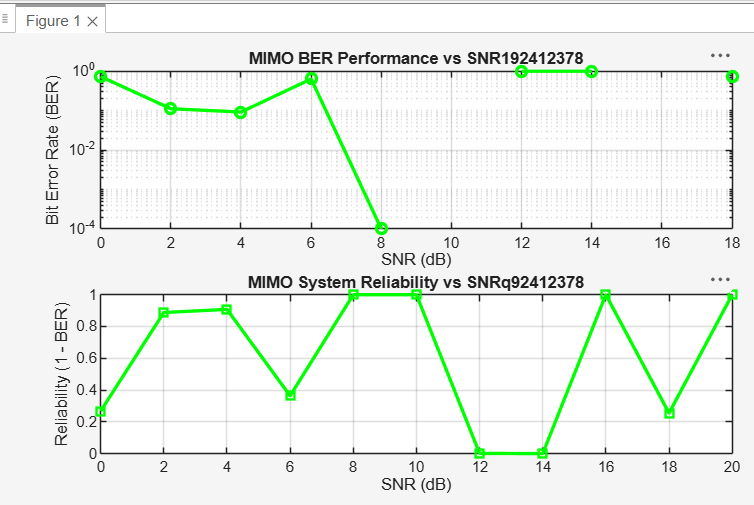 Figure 1 ×
MIMO BER Performance vs SNR192412378
Bit Error Rate (BER)
10^0
10^-2
10^-4
0 2 4 6 8 10 12 14 16 18
SNR (dB)
MIMO System Reliability vs SNRq92412378
Reliability (1 - BER)
1
0.8
0.6
0.4
0.2
0
0 2 4 6 8 10 12 14 16 18 20
SNR (dB)